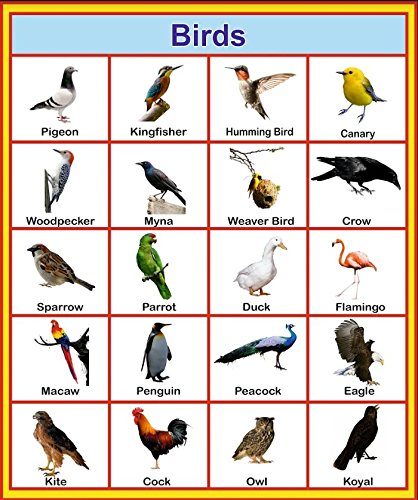 Birds
Pigeon
Kingfisher
Humming Bird
Canary
Woodpecker
Myna
Weaver Bird
Crow
Sparrow
Parrot
Duck
Flamingo
Macaw
Penguin
Peacock
Eagle
Kite
Cock
Owl
Koyal